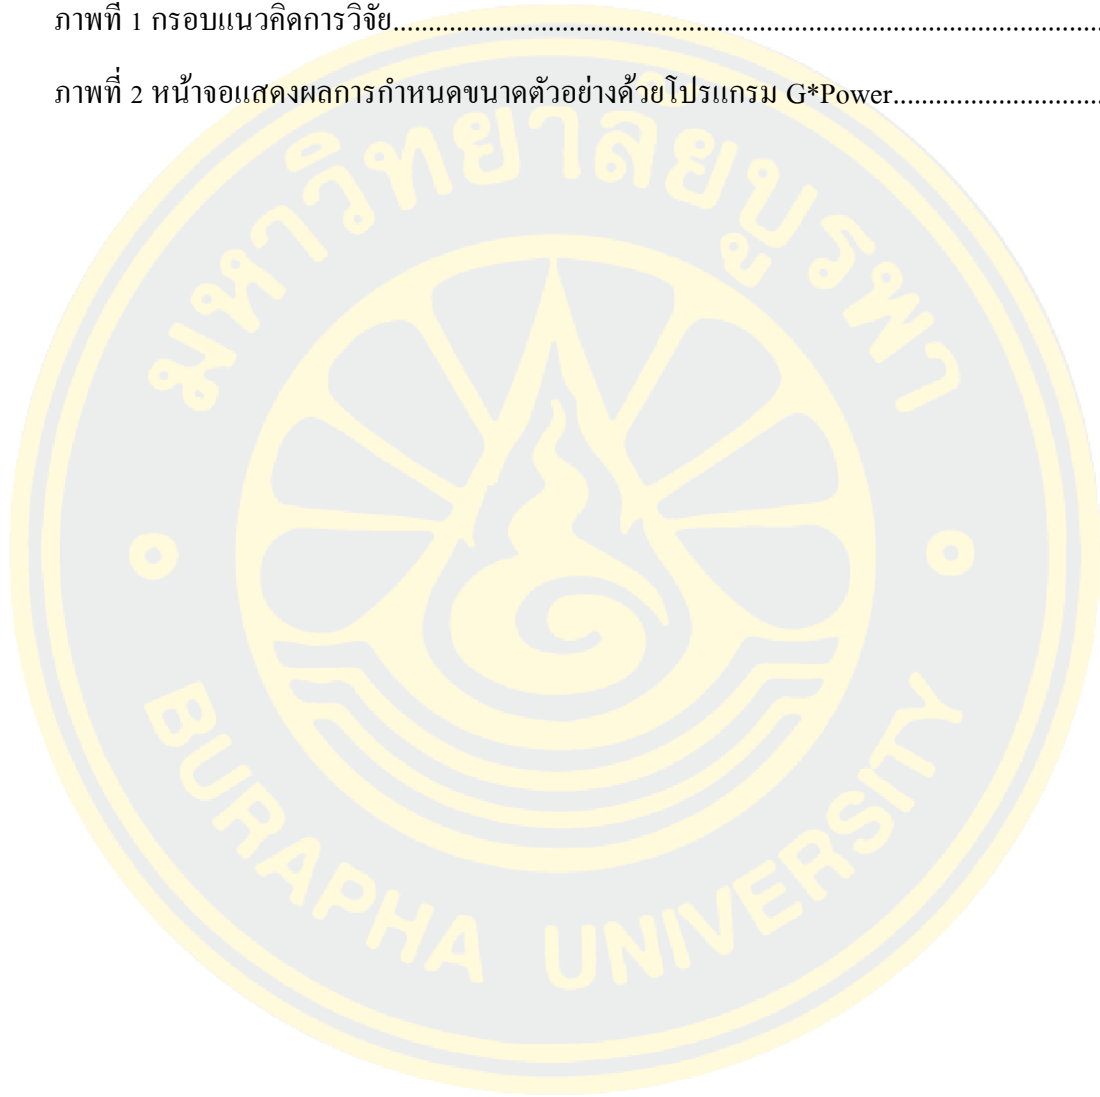 ภาพที่ 1 กรอบแนวคิดการวิจัย....................................................................................................
ภาพที่ 2 หน้าจอแสดงผลการกำหนดขนาดตัวอย่างด้วยโปรแกรม G*Power..............................
มหาวิทยาลัยบูรพา
BURAPHA UNIVERSITY